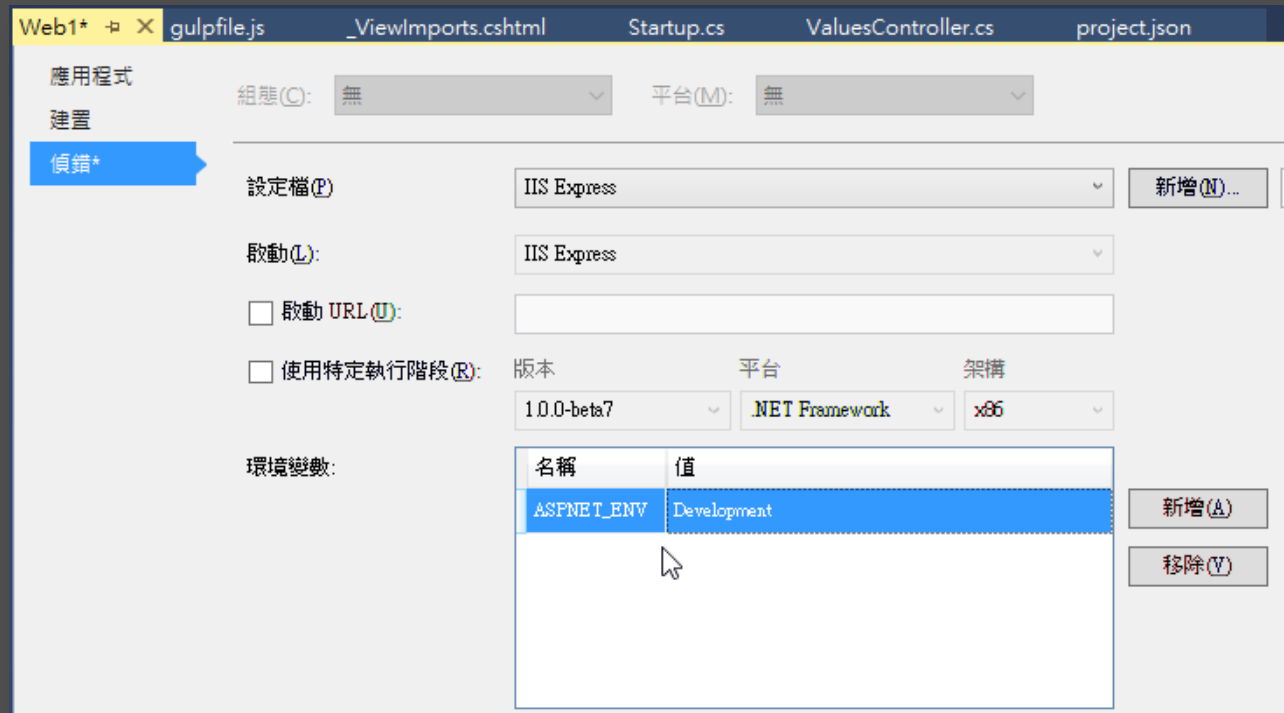 Web1* gulpfile.js _ViewImports.cshtml Startup.cs ValuesController.cs project.json
應用程式
建置
偵錯*
組態(C): 無 平台(M): 無
設定檔(P) IIS Express 新增(N)...
啟動(L): IIS Express
啟動 URL(U):
使用特定執行階段(R): 版本 平台 架構
1.0.0-beta7 .NET Framework x86
環境變數: 名稱 值
ASPNET_ENV Development 新增(A)
移除(V)